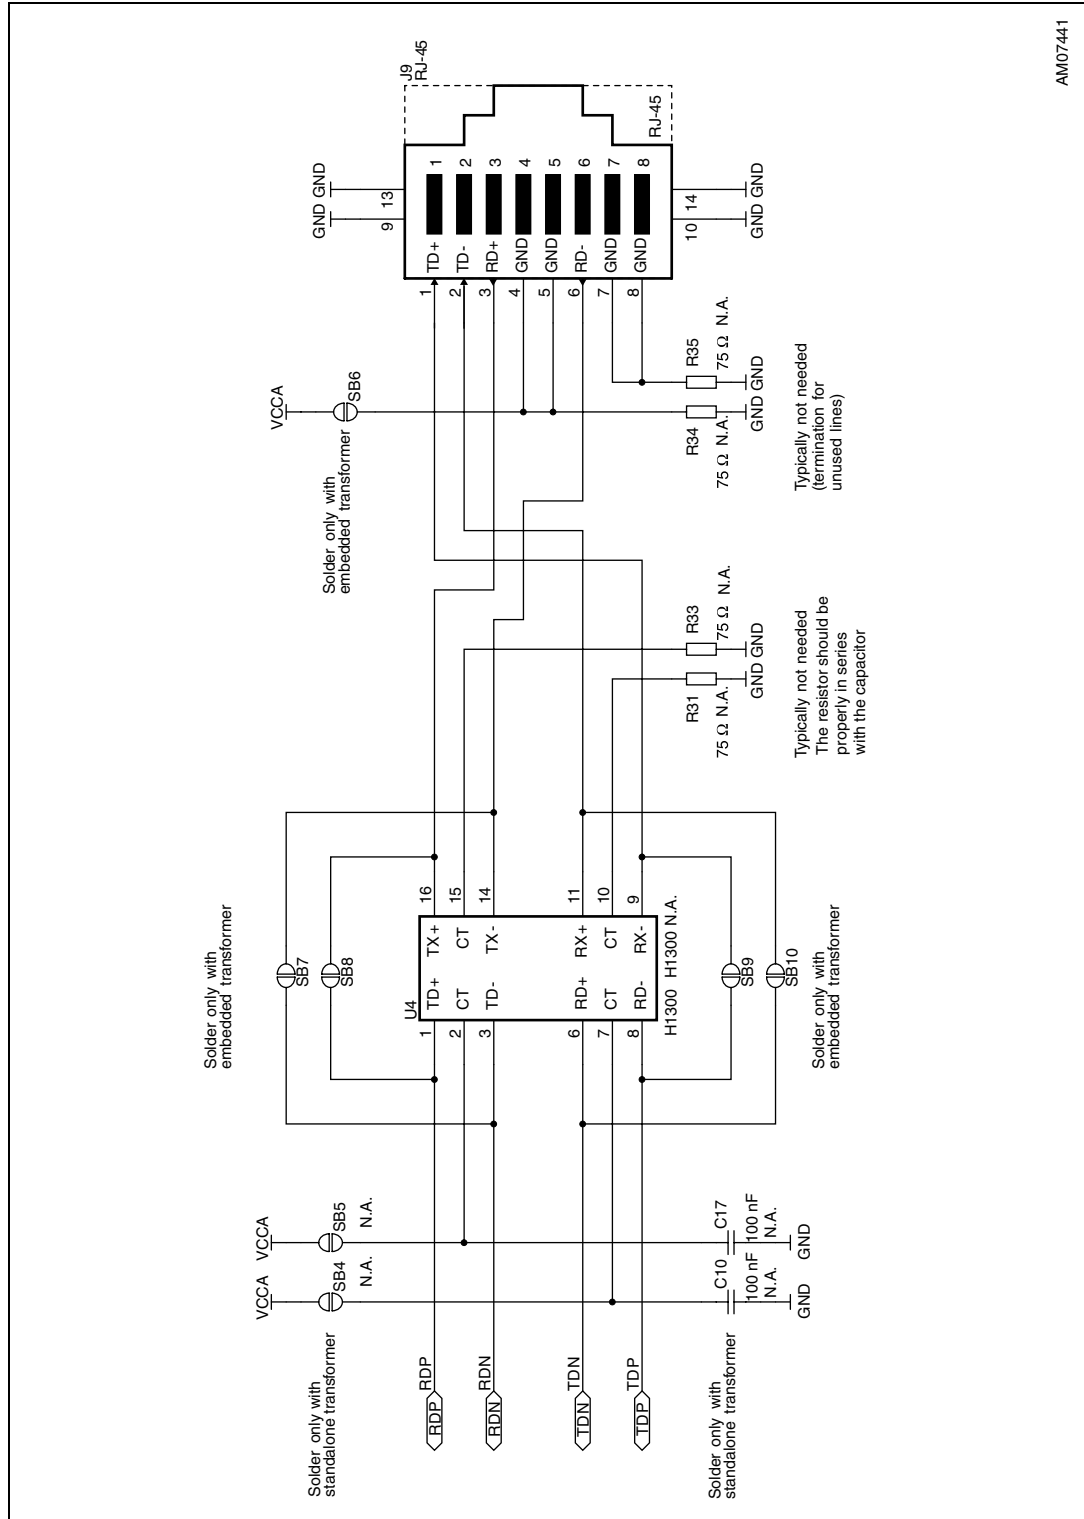 AM07441
J9
RJ-45
RJ-45
GND
GND
9
13
1
2
3
4
5
6
7
8
TD+
TD-
RD+
GND
GND
RD-
GND
GND
1
2
3
4
5
6
7
8
10
14
GND
GND
VCCA
SB6
Solder only with
embedded transformer
R34
75 Ω N.A.
R35
75 Ω N.A.
GND
GND
Typically not needed
(termination for
unused lines)
R31
75 Ω N.A.
R33
75 Ω N.A.
GND
GND
Typically not needed
The resistor should be
properly in series
with the capacitor
Solder only with
embedded transformer
SB7
SB8
U4
1
2
3
6
7
8
TD+
CT
TD-
RD+
CT
RD-
TX+
CT
TX-
RX+
CT
RX-
16
15
14
11
10
9
H1300
H1300 N.A.
SB9
SB10
Solder only with
embedded transformer
VCCA
SB4
N.A.
VCCA
SB5
N.A.
Solder only with
standalone transformer
RDP
RDP
RDN
RDN
TDN
TDN
TDP
TDP
C10
100 nF
N.A.
GND
C17
100 nF
N.A.
GND
Solder only with
standalone transformer